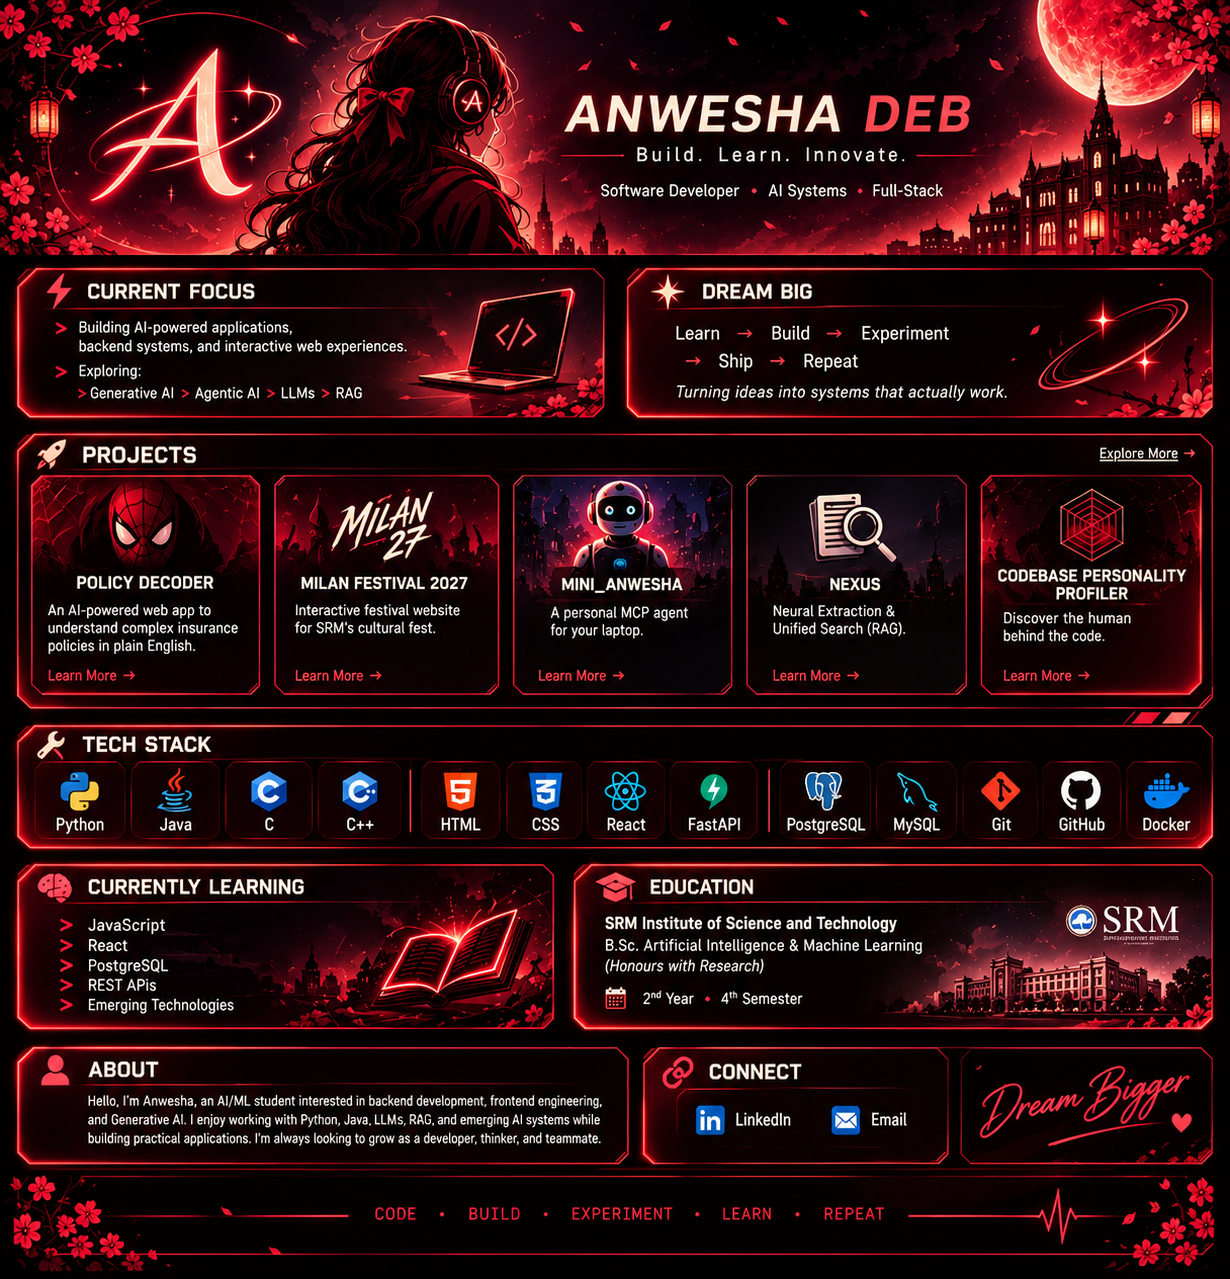 A
A
ANWESHA DEB
Build. Learn. Innovate.
Software Developer • AI Systems • Full-Stack
CURRENT FOCUS
> Building AI-powered applications,
backend systems, and interactive web experiences.
> Exploring:
> Generative AI > Agentic AI > LLMs > RAG
</>
DREAM BIG
Learn → Build → Experiment
→ Ship → Repeat
Turning ideas into systems that actually work.
PROJECTS
Explore More →
MILAN
27
POLICY DECODER
An AI-powered web app to
understand complex insurance
policies in plain English.
Learn More →
MILAN FESTIVAL 2027
Interactive festival website
for SRM's cultural fest.
Learn More →
MINI_ANWESHA
A personal MCP agent
for your laptop.
Learn More →
NEXUS
Neural Extraction &
Unified Search (RAG).
Learn More →
CODEBASE PERSONALITY
PROFILER
Discover the human
behind the code.
Learn More →
TECH STACK
Python
Java
C
C
C++
C++
5
HTML
3
CSS
React
FastAPI
PostgreSQL
MySQL
Git
GitHub
Docker
CURRENTLY LEARNING
> JavaScript
> React
> PostgreSQL
> REST APIs
> Emerging Technologies
EDUCATION
SRM Institute of Science and Technology
B.Sc. Artificial Intelligence & Machine Learning
(Honours with Research)
2nd Year • 4th Semester
SRM
ABOUT
Hello, I'm Anwesha, an AI/ML student interested in backend development, frontend engineering,
and Generative AI. I enjoy working with Python, Java, LLMs, RAG, and emerging AI systems while
building practical applications. I'm always looking to grow as a developer, thinker, and teammate.
CONNECT
in
LinkedIn
Email
Dream Bigger
CODE • BUILD • EXPERIMENT • LEARN • REPEAT